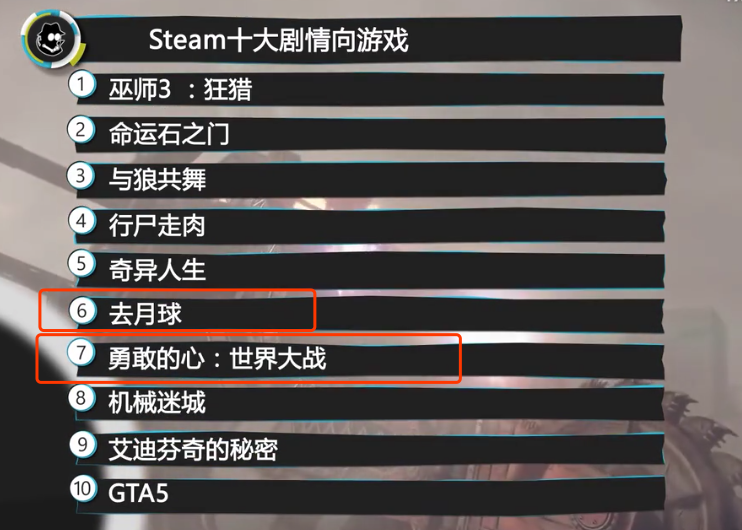 Steam十大剧情向游戏
1 巫师3 ：狂猎
2 命运石之门
3 与狼共舞
4 行尸走肉
5 奇异人生
6 去月球
7 勇敢的心：世界大战
8 机械迷城
9 艾迪芬奇的秘密
10 GTA5